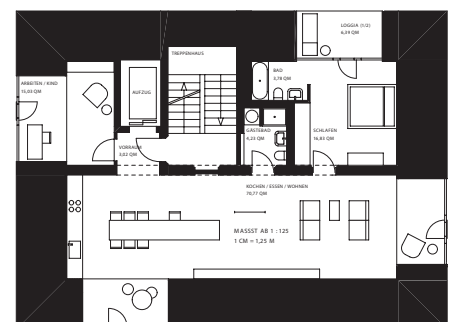 LOGGIA (1/2)
6,29 QM
TREPPENHAUS
BAD
3,78 QM
ARBEITEN / KIND
15,03 QM
AUFZUG
GÄSTEBAD
4,23 QM
SCHLAFEN
16,83 QM
VORRAUM
3,82 QM
KOCHEN / ESSEN / WOHNEN
70,77 QM
MASSST AB 1 : 125
1 CM = 1,25 M